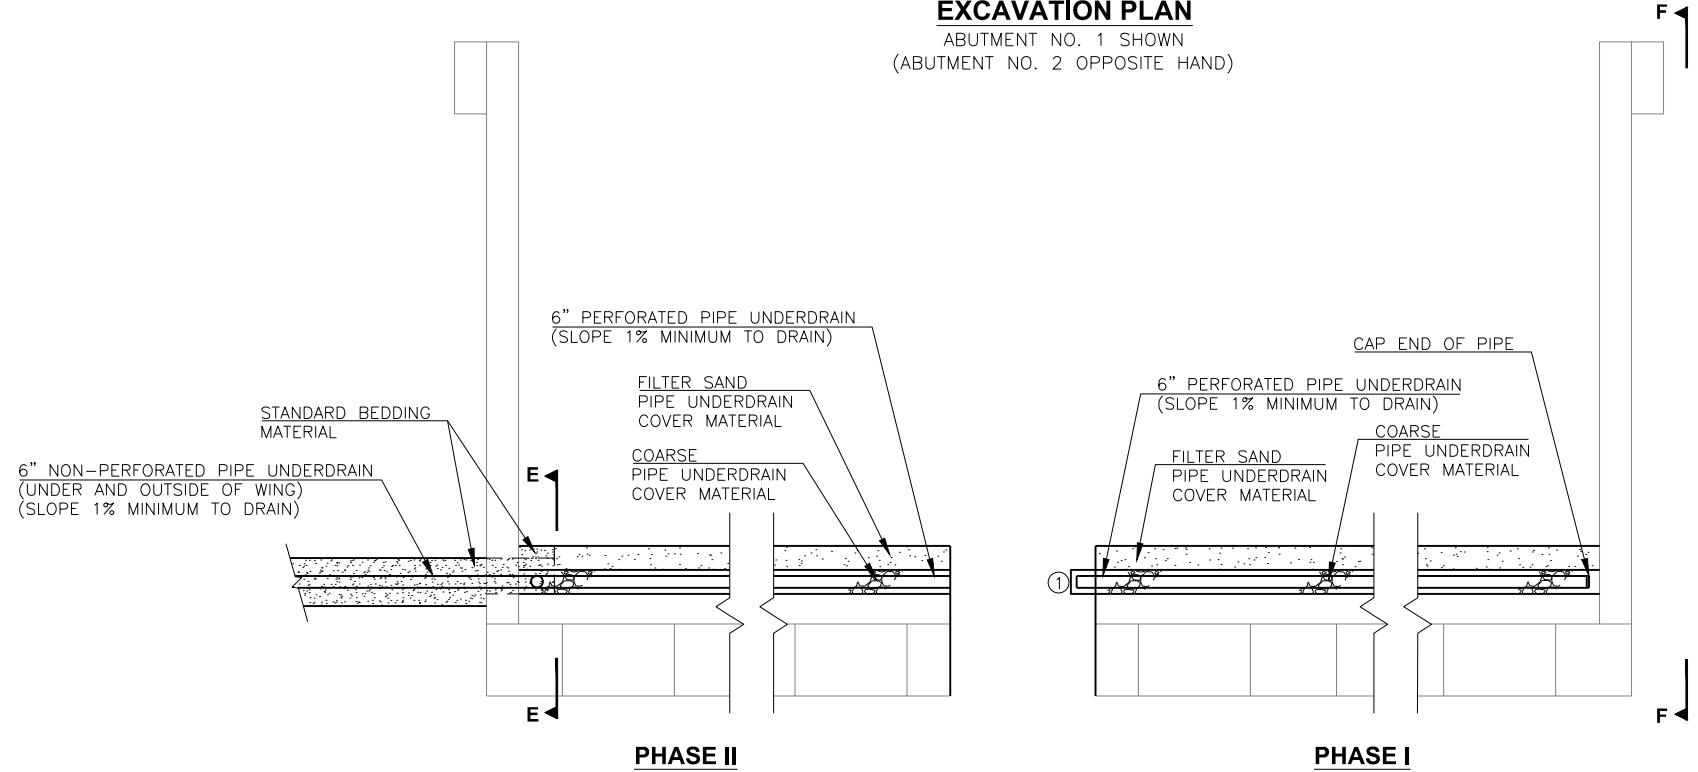 EXCAVATION PLAN
ABUTMENT NO. 1 SHOWN
(ABUTMENT NO. 2 OPPOSITE HAND)
F
6" PERFORATED PIPE UNDERDRAIN
(SLOPE 1% MINIMUM TO DRAIN)
CAP END OF PIPE
FILTER SAND
PIPE UNDERDRAIN
COVER MATERIAL
6" PERFORATED PIPE UNDERDRAIN
(SLOPE 1% MINIMUM TO DRAIN)
STANDARD BEDDING
MATERIAL
COARSE
PIPE UNDERDRAIN
COVER MATERIAL
COARSE
PIPE UNDERDRAIN
COVER MATERIAL
FILTER SAND
PIPE UNDERDRAIN
COVER MATERIAL
6" NON-PERFORATED PIPE UNDERDRAIN
(UNDER AND OUTSIDE OF WING)
(SLOPE 1% MINIMUM TO DRAIN)
E
1
E
F
PHASE II
PHASE I